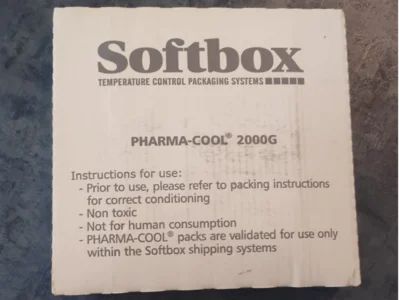 Softbox
TEMPERATURE CONTROL PACKAGING SYSTEMS
PHARMA-COOL® 2000G
Instructions for use:
- Prior to use, please refer to packing instructions
for correct conditioning
- Non toxic
- Not for human consumption
- PHARMA-COOL® packs are validated for use only
within the Softbox shipping systems